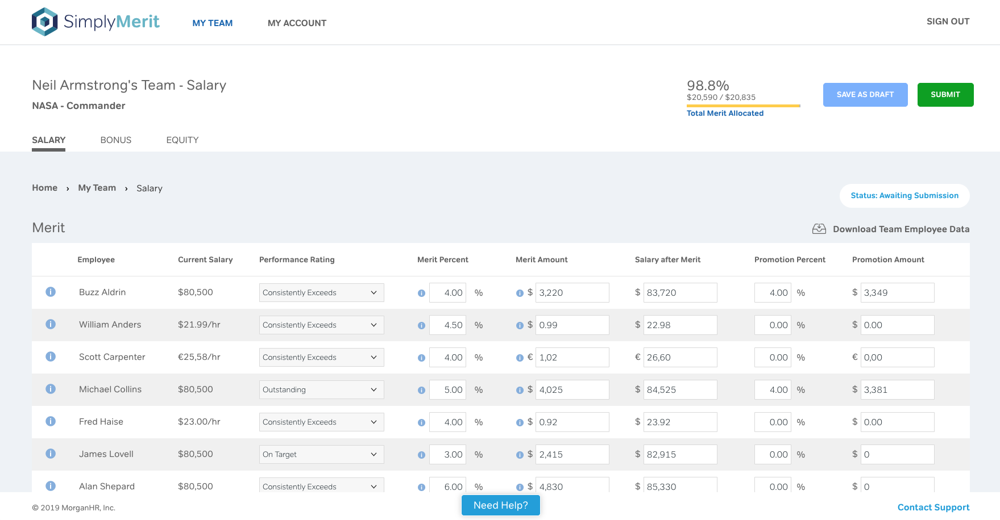 SimplyMerit MY TEAM MY ACCOUNT SIGN OUT
Neil Armstrong's Team - Salary
NASA - Commander
98.8%
$20,590 / $20,835
Total Merit Allocated
SAVE AS DRAFT SUBMIT
SALARY BONUS EQUITY
Home › My Team › Salary
Status: Awaiting Submission
Merit
Download Team Employee Data
Employee Current Salary Performance Rating Merit Percent Merit Amount Salary after Merit Promotion Percent Promotion Amount
i Buzz Aldrin $80,500 Consistently Exceeds i 4.00 % i $ 3,220 $ 83,720 4.00 % $ 3,349
i William Anders $21.99/hr Consistently Exceeds i 4.50 % i $ 0.99 $ 22.98 0.00 % $ 0.00
i Scott Carpenter €25,58/hr Consistently Exceeds i 4.00 % i € 1,02 € 26,60 0.00 % € 0,00
i Michael Collins $80,500 Outstanding i 5.00 % i $ 4,025 $ 84,525 4.00 % $ 3,381
i Fred Haise $23.00/hr Consistently Exceeds i 4.00 % i $ 0.92 $ 23.92 0.00 % $ 0.00
i James Lovell $80,500 On Target i 3.00 % i $ 2,415 $ 82,915 0.00 % $ 0
i Alan Shepard $80,500 Consistently Exceeds i 6.00 % i $ 4,830 $ 85,330 0.00 % $ 0
© 2019 MorganHR, Inc. Need Help? Contact Support